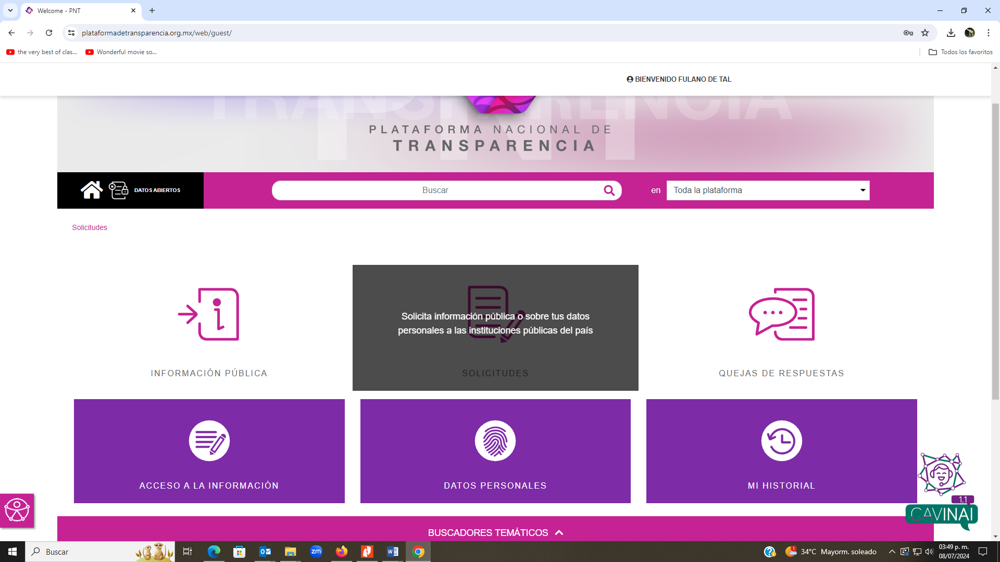 Welcome - PNT
plataformadetransparencia.org.mx/web/guest/
the very best of clas...
Wonderful movie so...
Todos los favoritos
BIENVENIDO FULANO DE TAL
TRANSPARENCIA
PLATAFORMA NACIONAL DE
TRANSPARENCIA
DATOS ABIERTOS
Buscar
en
Toda la plataforma
Solicitudes
Solicita información pública o sobre tus datos
personales a las instituciones públicas del país
INFORMACIÓN PÚBLICA
SOLICITUDES
QUEJAS DE RESPUESTAS
ACCESO A LA INFORMACIÓN
DATOS PERSONALES
MI HISTORIAL
1.1
CAVINAI
BUSCADORES TEMÁTICOS
Buscar
zm
34°C Mayorm. soleado
03:49 p. m.
08/07/2024